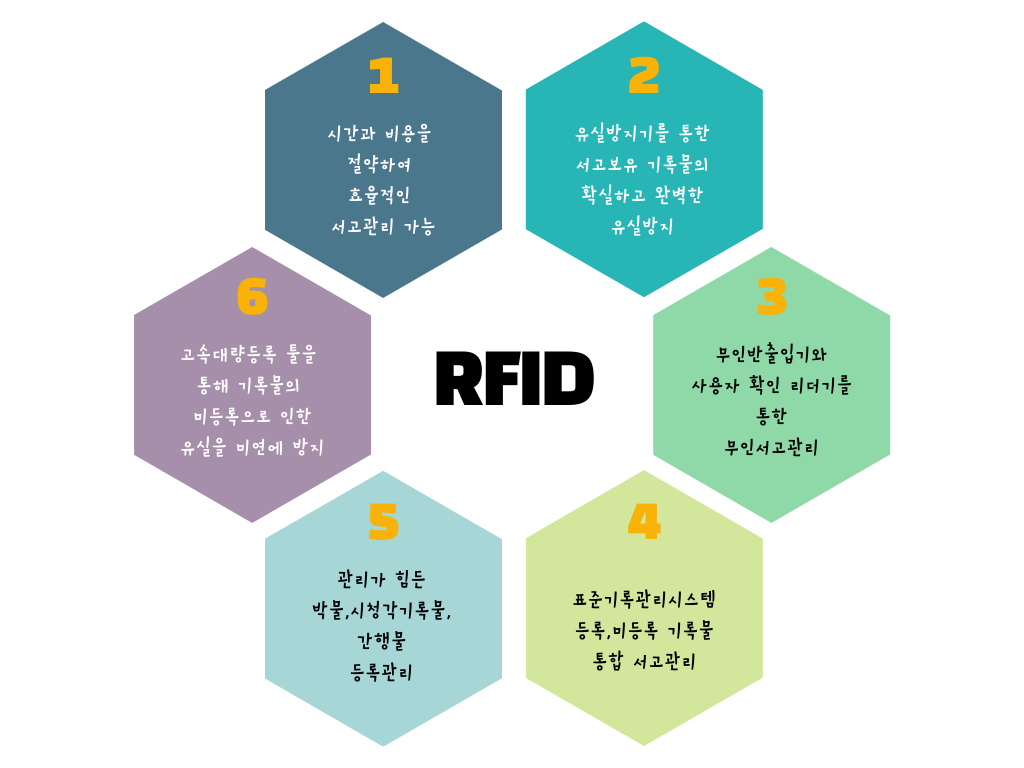 1
시간과 비용을
절약하여
효율적인
서고관리 가능
2
유실방지기를 통한
서고보유 기록물의
확실하고 완벽한
유실방지
3
무인반출입기와
사용자 확인 리더기를
통한
무인서고관리
4
표준기록관리시스템
등록,미등록 기록물
통합 서고관리
5
관리가 힘든
박물,시청각기록물,
간행물
등록관리
6
고속대량등록 툴을
통해 기록물의
미등록으로 인한
유실을 미연에 방지
RFID